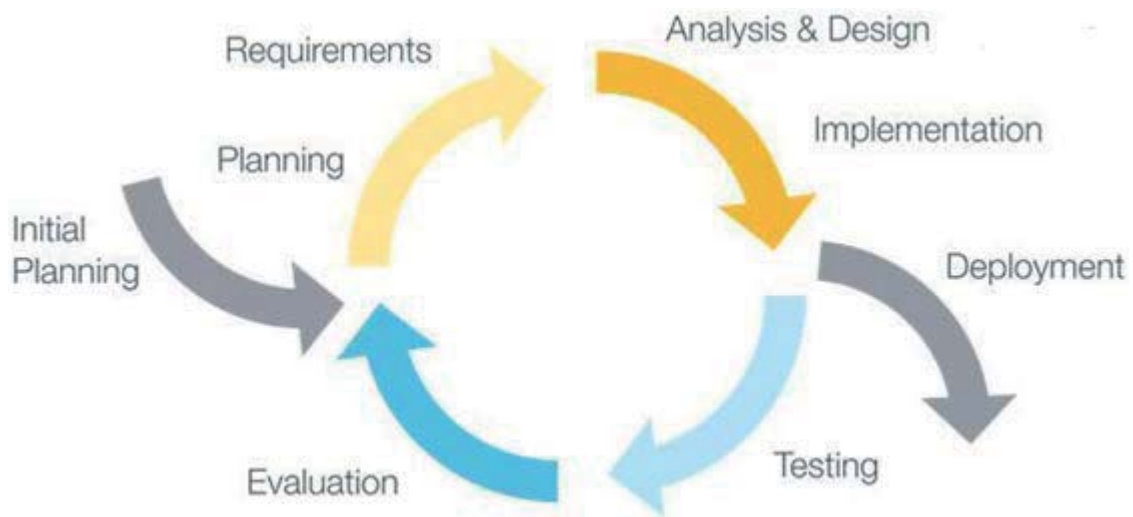 Requirements
Analysis & Design
Planning
Implementation
Initial
Planning
Deployment
Evaluation
Testing